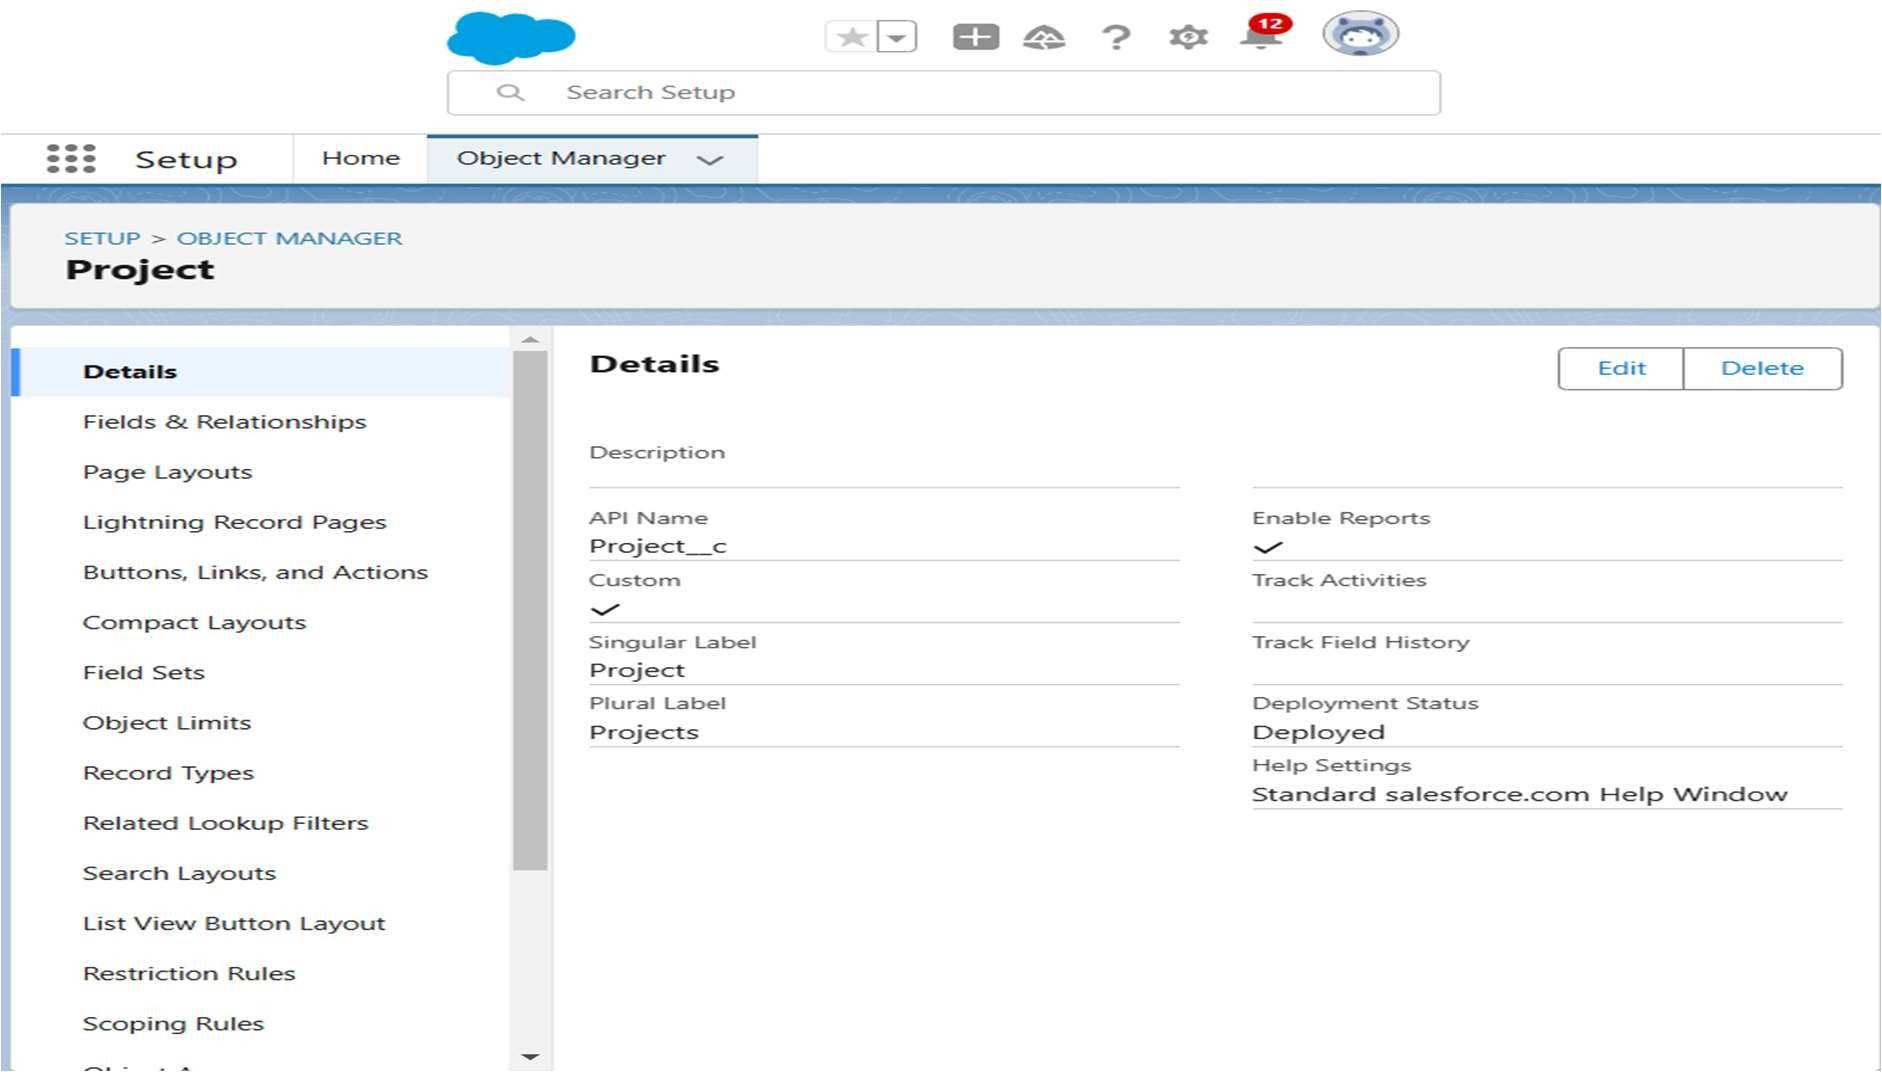 12
Search Setup
Setup
Home
Object Manager
SETUP > OBJECT MANAGER
Project
Details
Fields & Relationships
Page Layouts
Lightning Record Pages
Buttons, Links, and Actions
Compact Layouts
Field Sets
Object Limits
Record Types
Related Lookup Filters
Search Layouts
List View Button Layout
Restriction Rules
Scoping Rules
Details
Edit
Delete
Description
API Name
Project__c
Custom
Singular Label
Project
Plural Label
Projects
Enable Reports
Track Activities
Track Field History
Deployment Status
Deployed
Help Settings
Standard salesforce.com Help Window